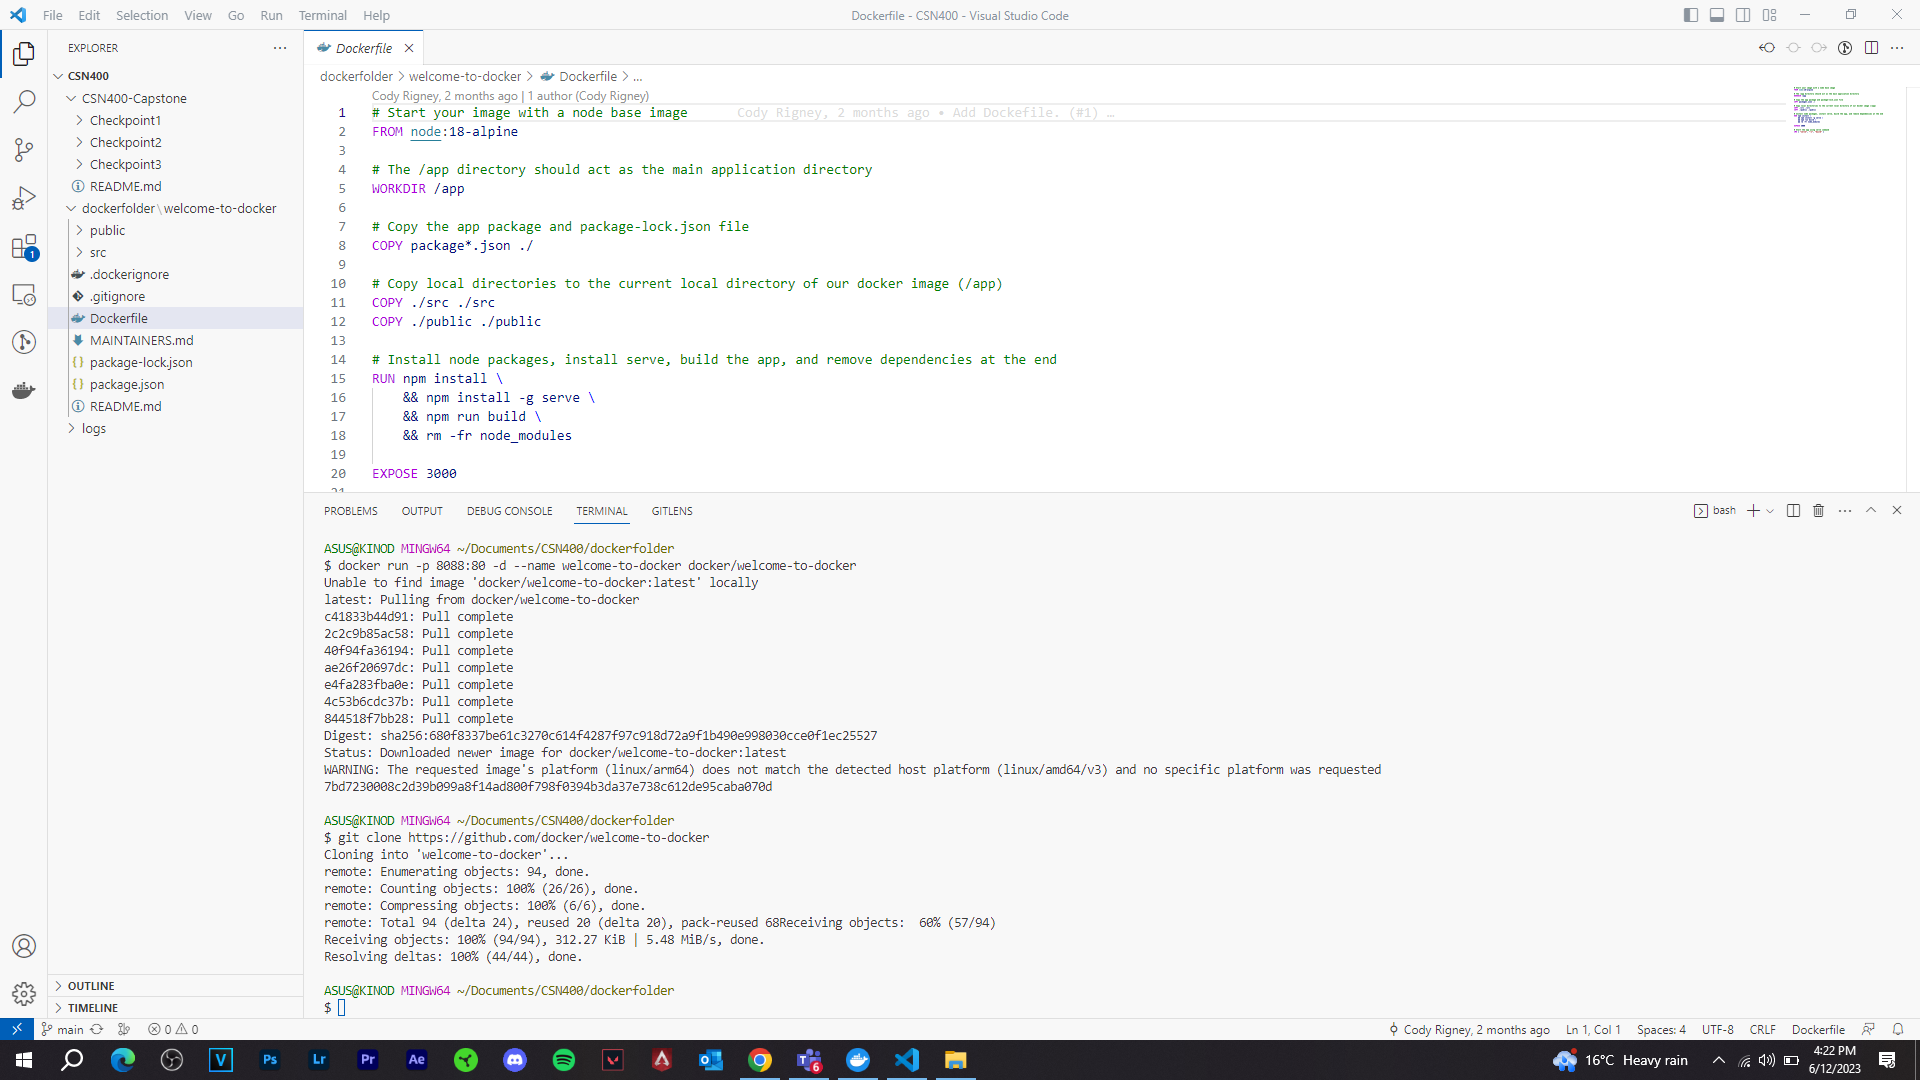 File Edit Selection View Go Run Terminal Help
Dockerfile - CSN400 - Visual Studio Code
EXPLORER
CSN400
CSN400-Capstone
Checkpoint1
Checkpoint2
Checkpoint3
README.md
dockerfolder\welcome-to-docker
public
src
.dockerignore
.gitignore
Dockerfile
MAINTAINERS.md
package-lock.json
package.json
README.md
logs
OUTLINE
TIMELINE
1
Dockerfile
dockerfolder > welcome-to-docker > Dockerfile > ...
Cody Rigney, 2 months ago | 1 author (Cody Rigney)
1 # Start your image with a node base image Cody Rigney, 2 months ago • Add Dockefile. (#1) …
2 FROM node:18-alpine
3
4 # The /app directory should act as the main application directory
5 WORKDIR /app
6
7 # Copy the app package and package-lock.json file
8 COPY package*.json ./
9
10 # Copy local directories to the current local directory of our docker image (/app)
11 COPY ./src ./src
12 COPY ./public ./public
13
14 # Install node packages, install serve, build the app, and remove dependencies at the end
15 RUN npm install \
16 && npm install -g serve \
17 && npm run build \
18 && rm -fr node_modules
19
20 EXPOSE 3000
21
PROBLEMS OUTPUT DEBUG CONSOLE TERMINAL GITLENS
bash
ASUS@KINOD MINGW64 ~/Documents/CSN400/dockerfolder
$ docker run -p 8088:80 -d --name welcome-to-docker docker/welcome-to-docker
Unable to find image 'docker/welcome-to-docker:latest' locally
latest: Pulling from docker/welcome-to-docker
c41833b44d91: Pull complete
2c2c9b85ac58: Pull complete
40f94fa36194: Pull complete
ae26f20697dc: Pull complete
e4fa283fba0e: Pull complete
4c53b6cdc37b: Pull complete
844518f7bb28: Pull complete
Digest: sha256:680f8337be61c3270c614f4287f97c918d72a9f1b490e998030cce0f1ec25527
Status: Downloaded newer image for docker/welcome-to-docker:latest
WARNING: The requested image's platform (linux/arm64) does not match the detected host platform (linux/amd64/v3) and no specific platform was requested
7bd7230008c2d39b099a8f14ad800f798f0394b3da37e738c612de95caba070d
ASUS@KINOD MINGW64 ~/Documents/CSN400/dockerfolder
$ git clone https://github.com/docker/welcome-to-docker
Cloning into 'welcome-to-docker'...
remote: Enumerating objects: 94, done.
remote: Counting objects: 100% (26/26), done.
remote: Compressing objects: 100% (6/6), done.
remote: Total 94 (delta 24), reused 20 (delta 20), pack-reused 68Receiving objects:  60% (57/94)
Receiving objects: 100% (94/94), 312.27 KiB | 5.48 MiB/s, done.
Resolving deltas: 100% (44/44), done.
ASUS@KINOD MINGW64 ~/Documents/CSN400/dockerfolder
$
main 0 0 Cody Rigney, 2 months ago Ln 1, Col 1 Spaces: 4 UTF-8 CRLF Dockerfile
V Ps Lr Pr Ae 6 16°C Heavy rain 4:22 PM
6/12/2023